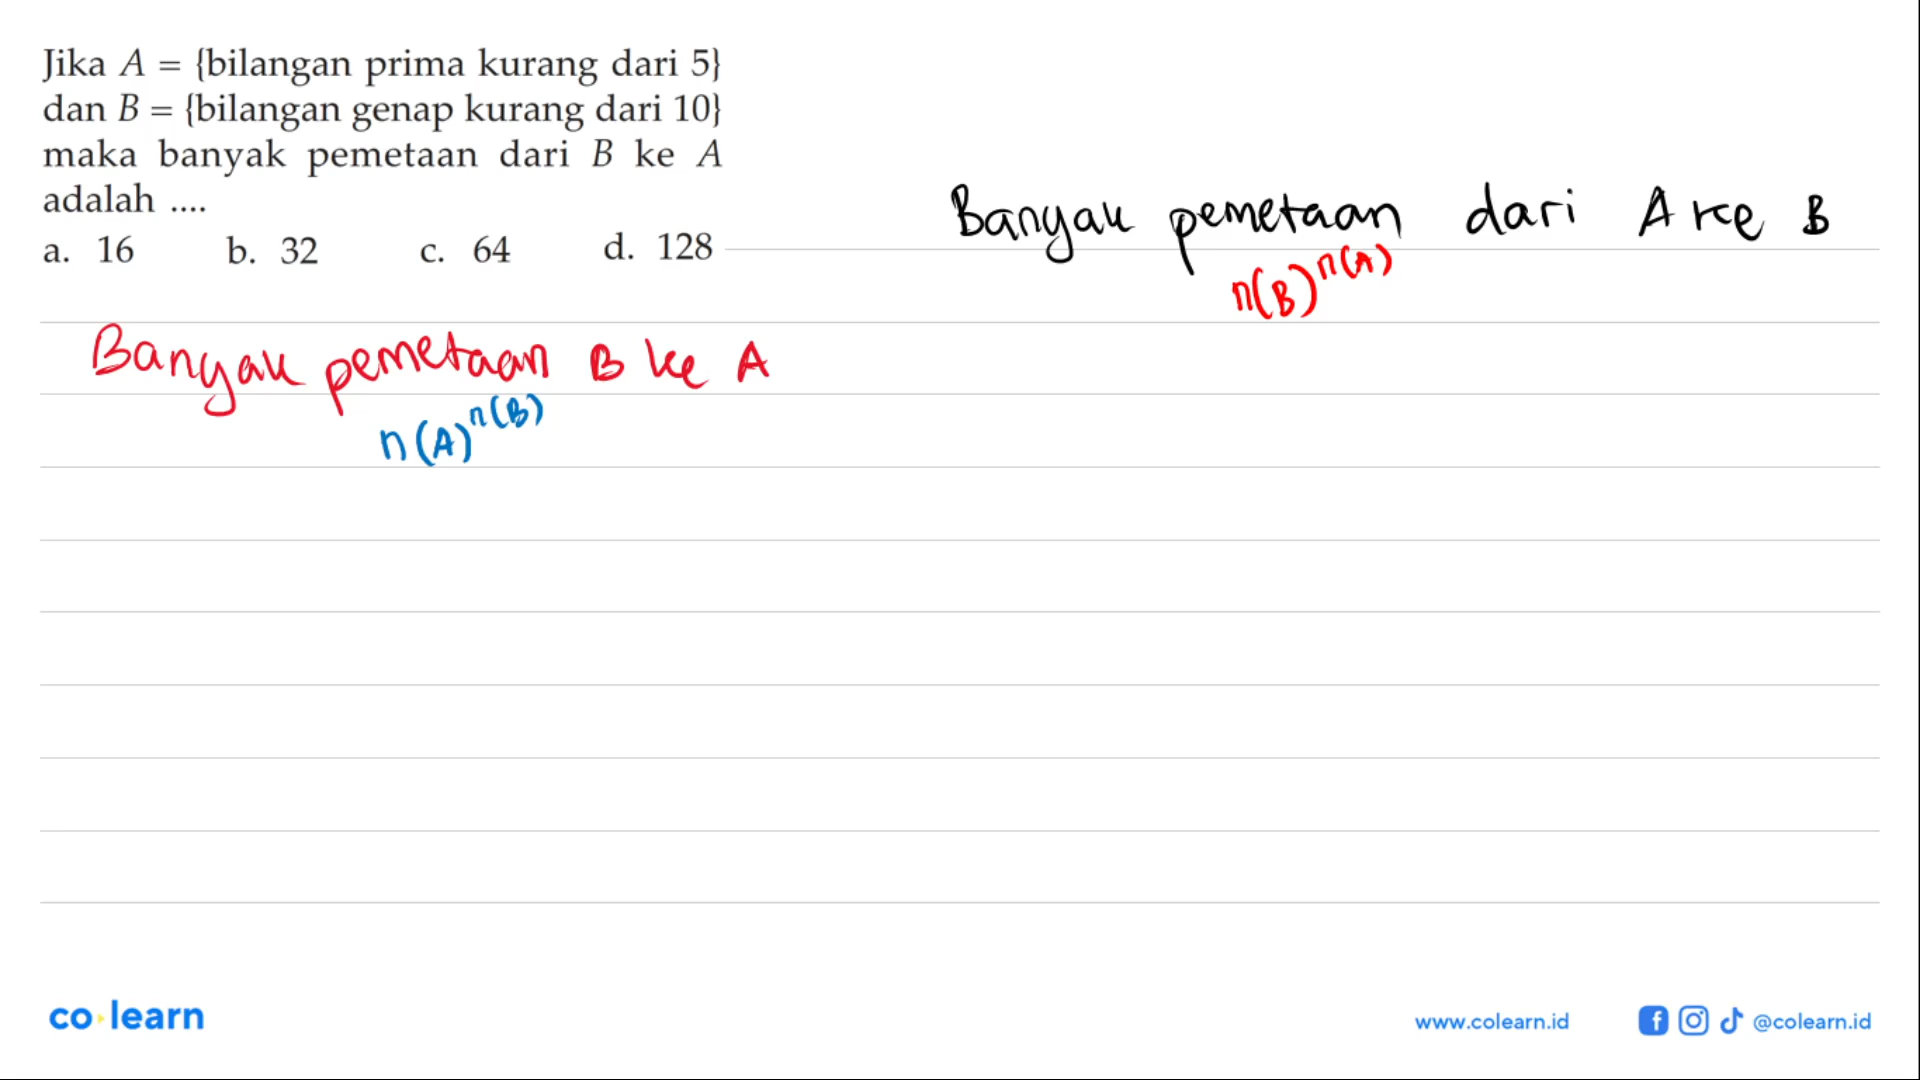 Jika A = {bilangan prima kurang dari 5}
dan B = {bilangan genap kurang dari 10}
maka banyak pemetaan dari B ke A
adalah ....
a. 16 b. 32 c. 64 d. 128
Banyak pemetaan dari A ke B
n(B)^n(A)
Banyak pemetaan B ke A
n(A)^n(B)
co learn
www.colearn.id
@colearn.id